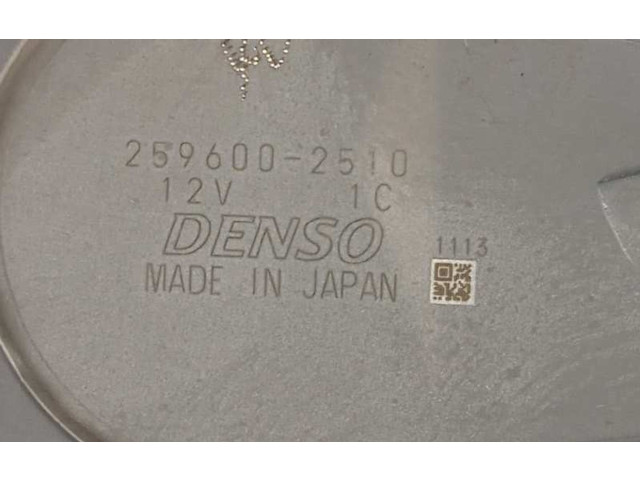 259600-2510
12V 1C
DENSO 1113
MADE IN JAPAN